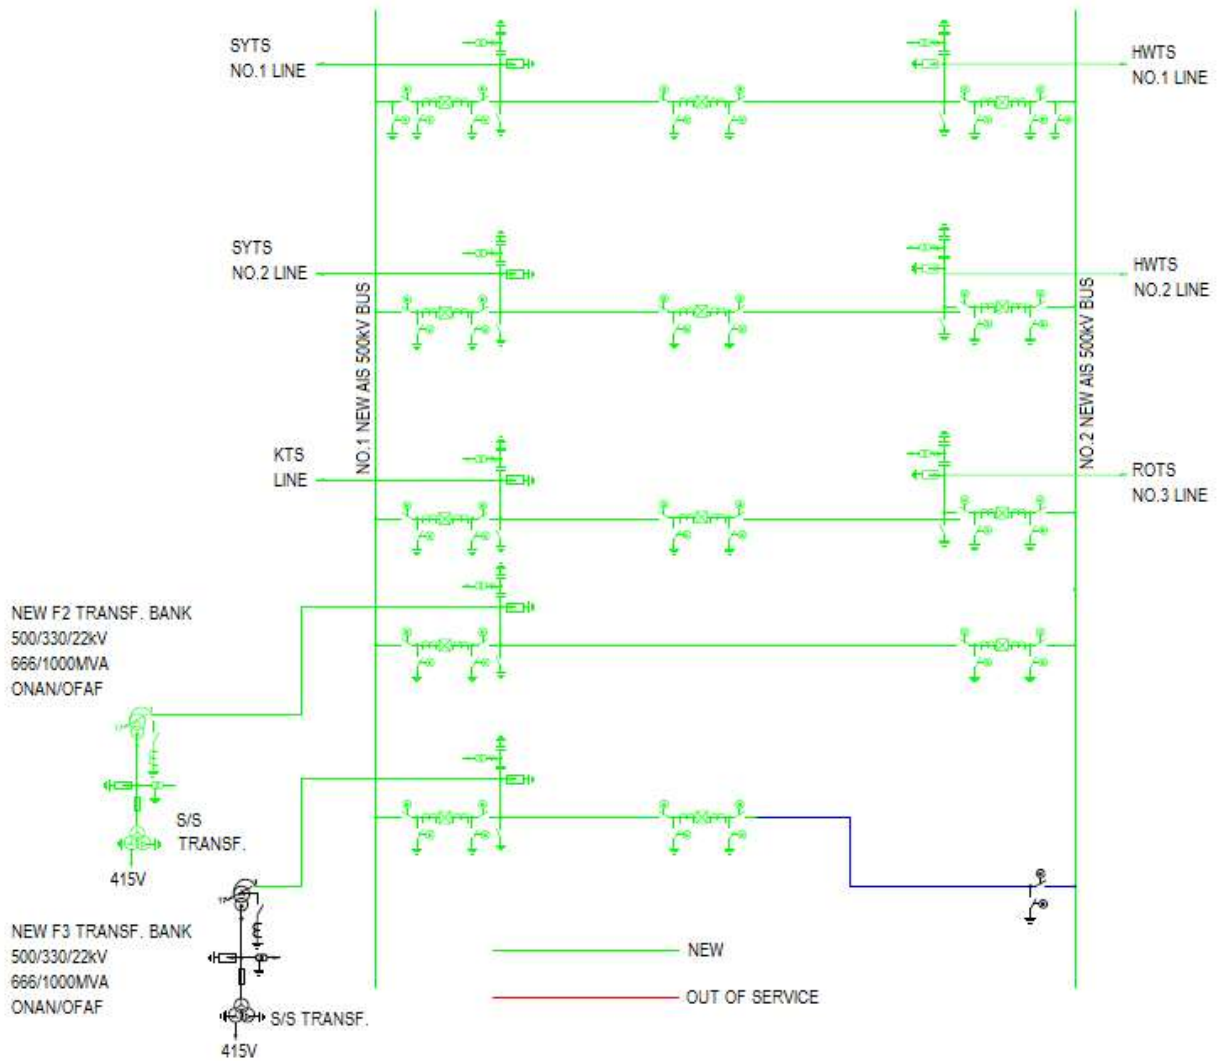 SYTS
NO.1 LINE
HWTS
NO.1 LINE
SYTS
NO.2 LINE
HWTS
NO.2 LINE
NO.1 NEW AIS 500kV BUS
NO.2 NEW AIS 500kV BUS
KTS
LINE
ROTS
NO.3 LINE
NEW F2 TRANSF. BANK
500/330/22kV
666/1000MVA
ONAN/OFAF
S/S
TRANSF.
415V
NEW F3 TRANSF. BANK
500/330/22kV
666/1000MVA
ONAN/OFAF
S/S TRANSF.
415V
NEW
OUT OF SERVICE